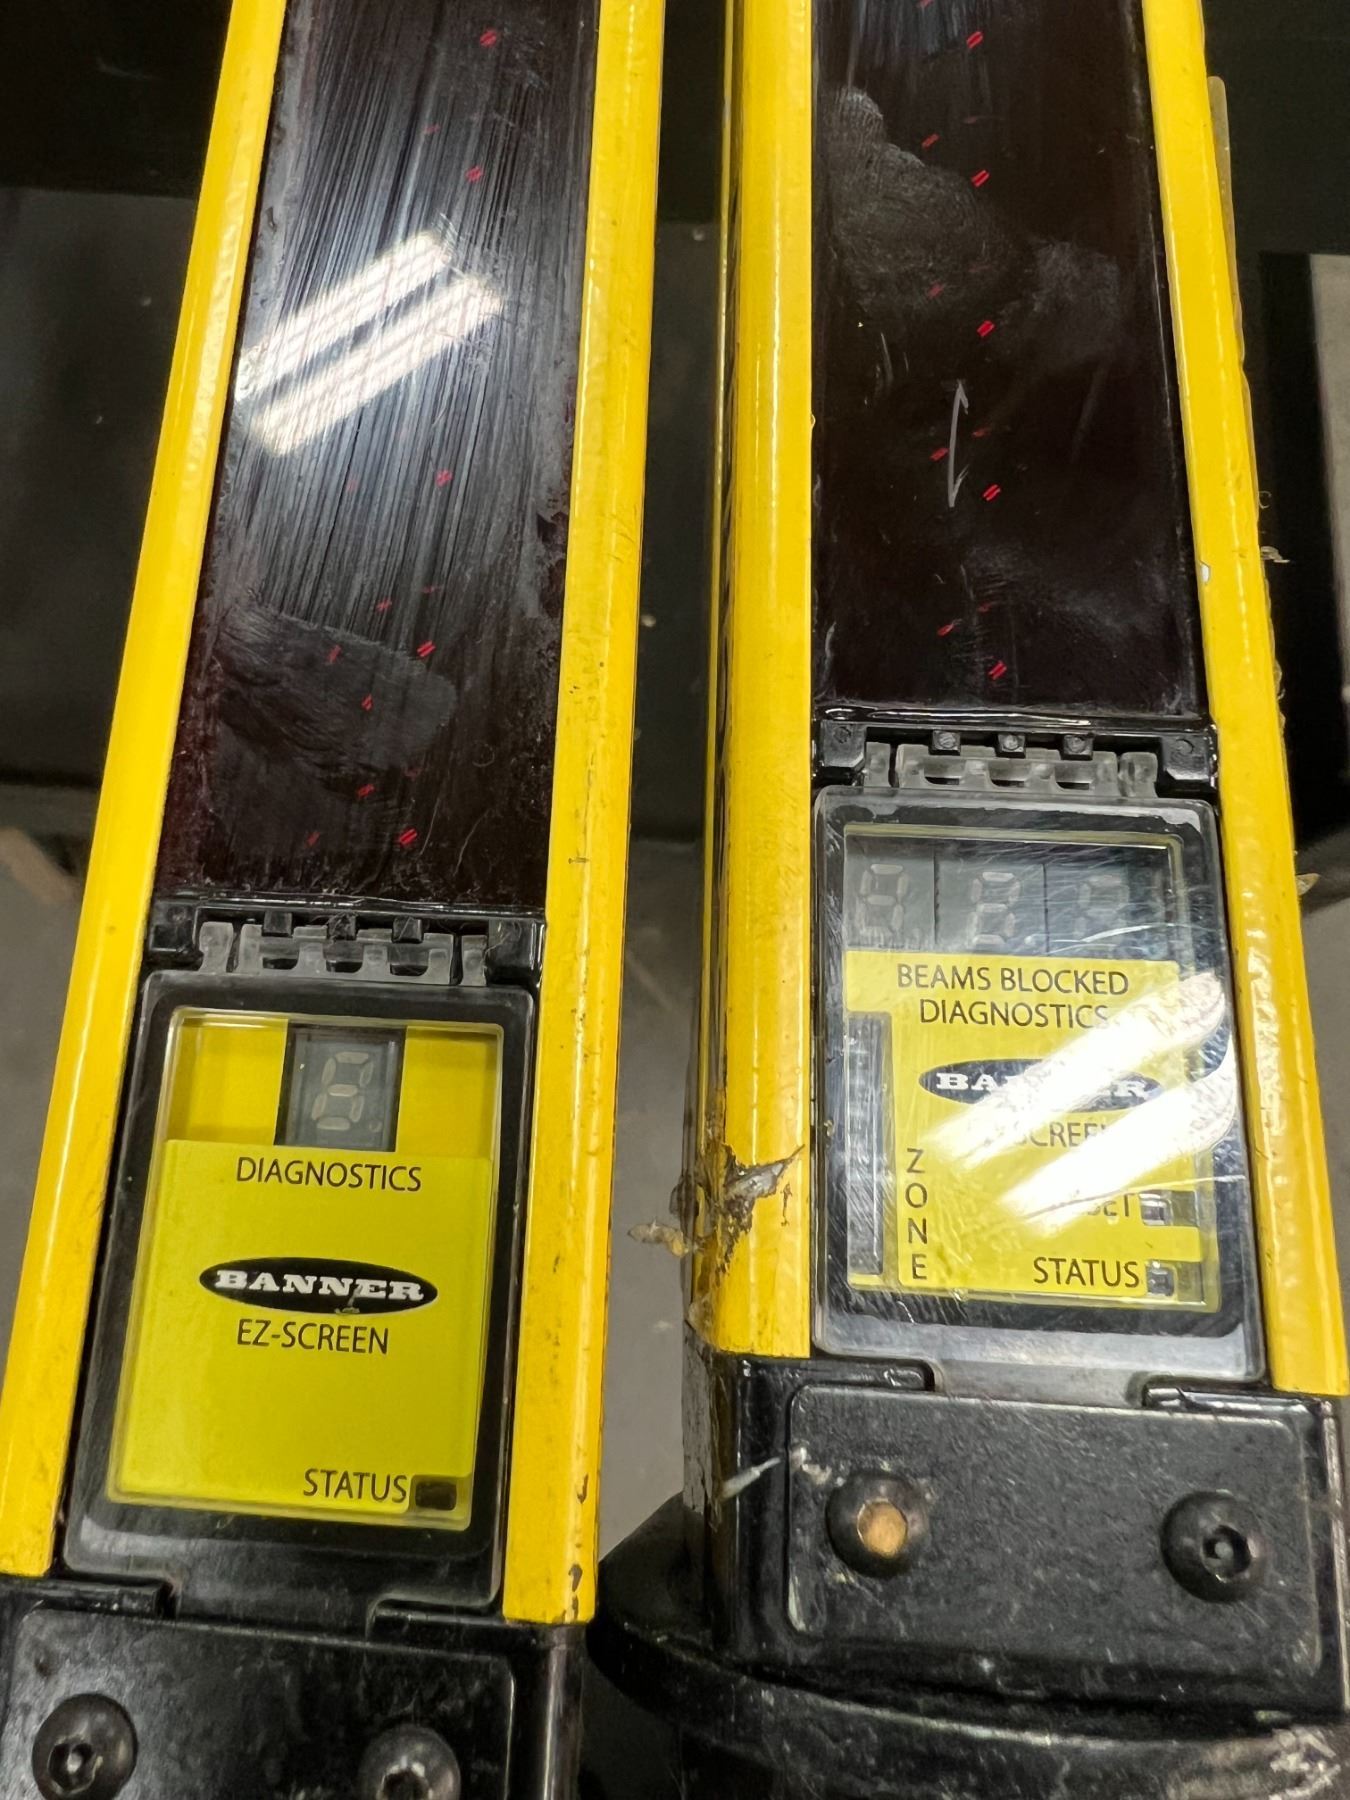 DIAGNOSTICS
BANNER
EZ-SCREEN
STATUS
BEAMS BLOCKED
DIAGNOSTICS
BANNER
ZONE
STATUS